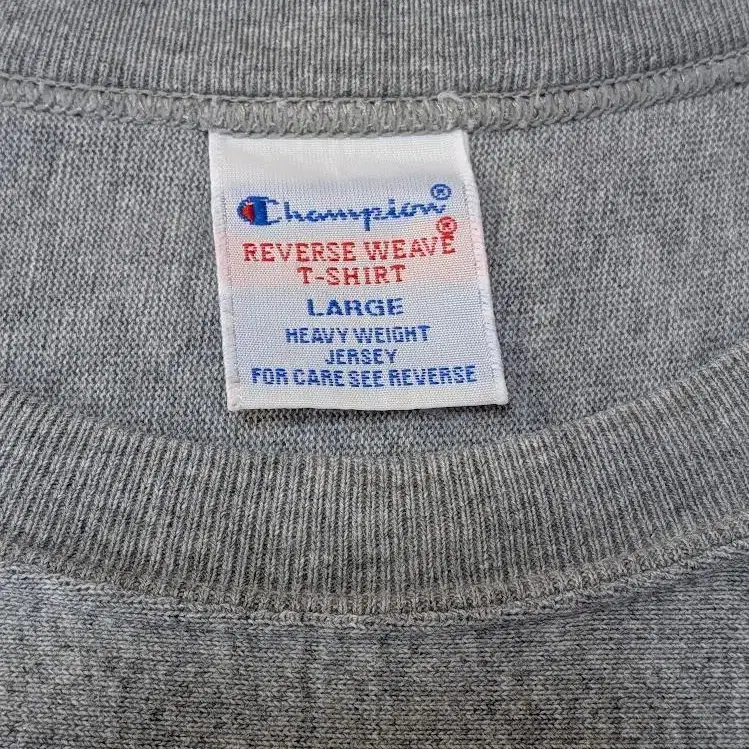 Champion®
REVERSE WEAVE®
T-SHIRT
LARGE
HEAVY WEIGHT
JERSEY
FOR CARE SEE REVERSE